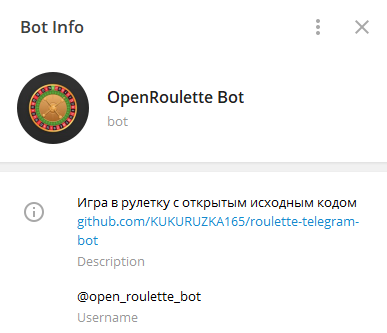 Bot Info
OpenRoulette Bot
bot
Игра в рулетку с открытым исходным кодом
github.com/KUKURUZKA165/roulette-telegram-
bot
Description
@open_roulette_bot
Username